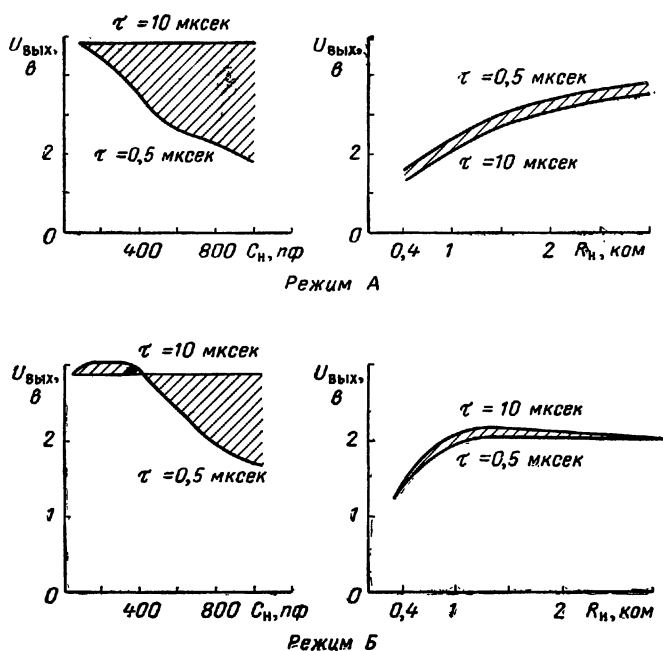 τ = 10 мксек
Uвых,
в
2
τ = 0,5 мксек
0
400 800 Cн, пф
Uвых,
в
τ = 0,5 мксек
2
τ = 10 мксек
0
0,4 1 2 Rн, ком
Режим А
τ = 10 мксек
Uвых,
в
2
τ = 0,5 мксек
1
0
400 800 Cн, пф
Uвых,
в
τ = 10 мксек
2
τ = 0,5 мксек
1
0
0,4 1 2 Rн, ком
Режим Б